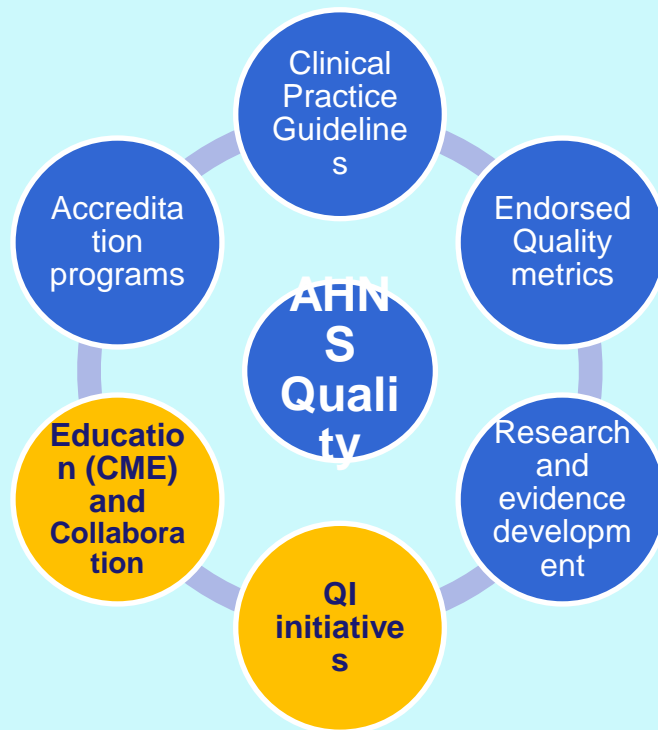 Clinical
Practice
Guideline
s
Endorsed
Quality
metrics
Research
and
evidence
developm
ent
QI
initiative
s
Educatio
n (CME)
and
Collabora
tion
Accredita
tion
programs
AHN
S
Quali
ty